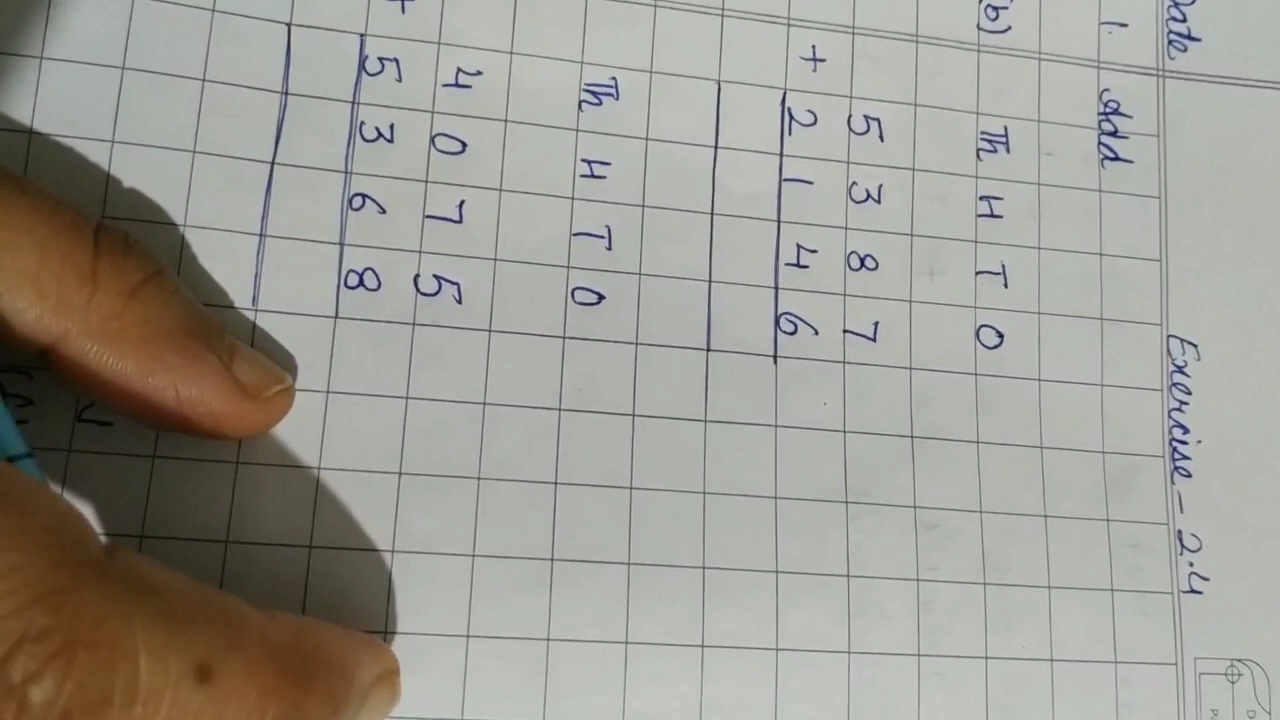 Date
Exercise - 2.4
1. Add
(b) Th H T O
5 3 8 7
+ 2 1 4 6
Th H T O
4 0 7 5
+ 5 3 6 8